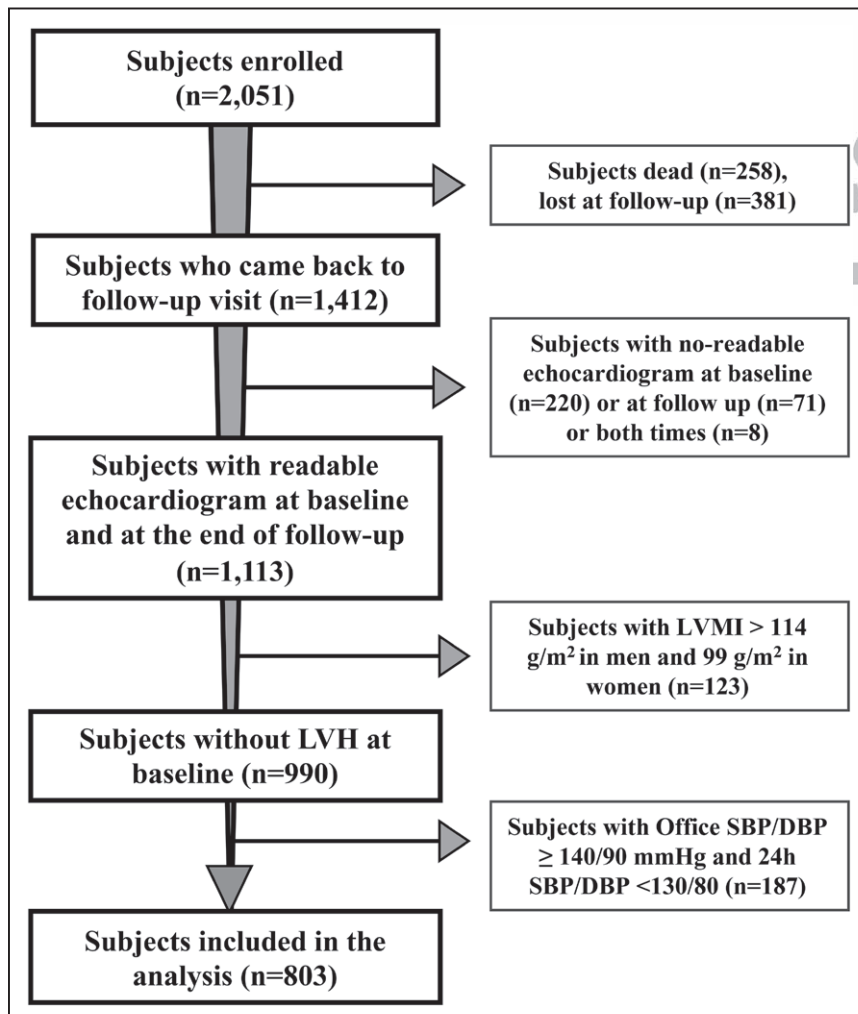 Subjects enrolled
(n=2,051)
Subjects dead (n=258),
lost at follow-up (n=381)
Subjects who came back to
follow-up visit (n=1,412)
Subjects with no-readable
echocardiogram at baseline
(n=220) or at follow up (n=71)
or both times (n=8)
Subjects with readable
echocardiogram at baseline
and at the end of follow-up
(n=1,113)
Subjects with LVMI > 114
g/m² in men and 99 g/m² in
women (n=123)
Subjects without LVH at
baseline (n=990)
Subjects with Office SBP/DBP
≥ 140/90 mmHg and 24h
SBP/DBP <130/80 (n=187)
Subjects included in the
analysis (n=803)